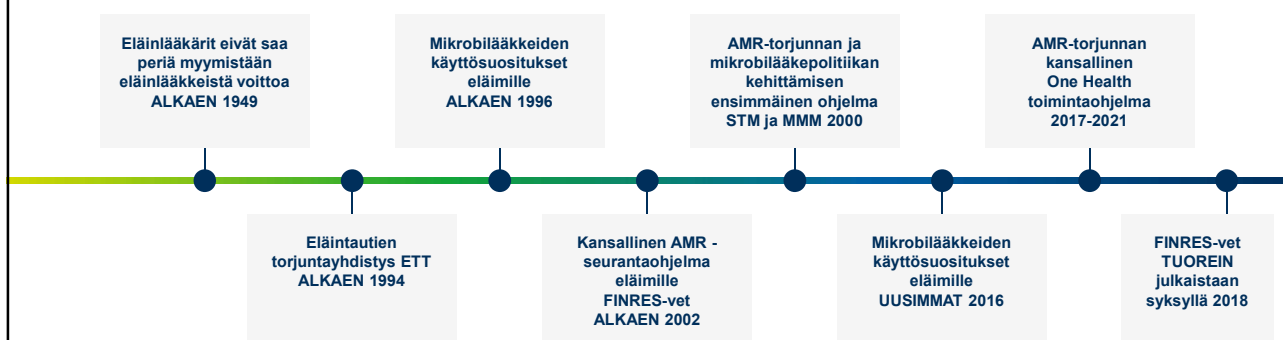 Eläinlääkärit eivät saa
periä myymistään
eläinlääkkeistä voittoa
ALKAEN 1949
Eläintautien
torjuntayhdistys ETT
ALKAEN 1994
Mikrobilääkkeiden
käyttösuositukset
eläimille
ALKAEN 1996
Kansallinen AMR -
seurantaohjelma
eläimille
FINRES-vet
ALKAEN 2002
AMR-torjunnan ja
mikrobilääkepolitiikan
kehittämisen
ensimmäinen ohjelma
STM ja MMM 2000
Mikrobilääkkeiden
käyttösuositukset
eläimille
UUSIMMAT 2016
AMR-torjunnan
kansallinen
One Health
toimintaohjelma
2017-2021
FINRES-vet
TUOREIN
julkaistaan
syksyllä 2018